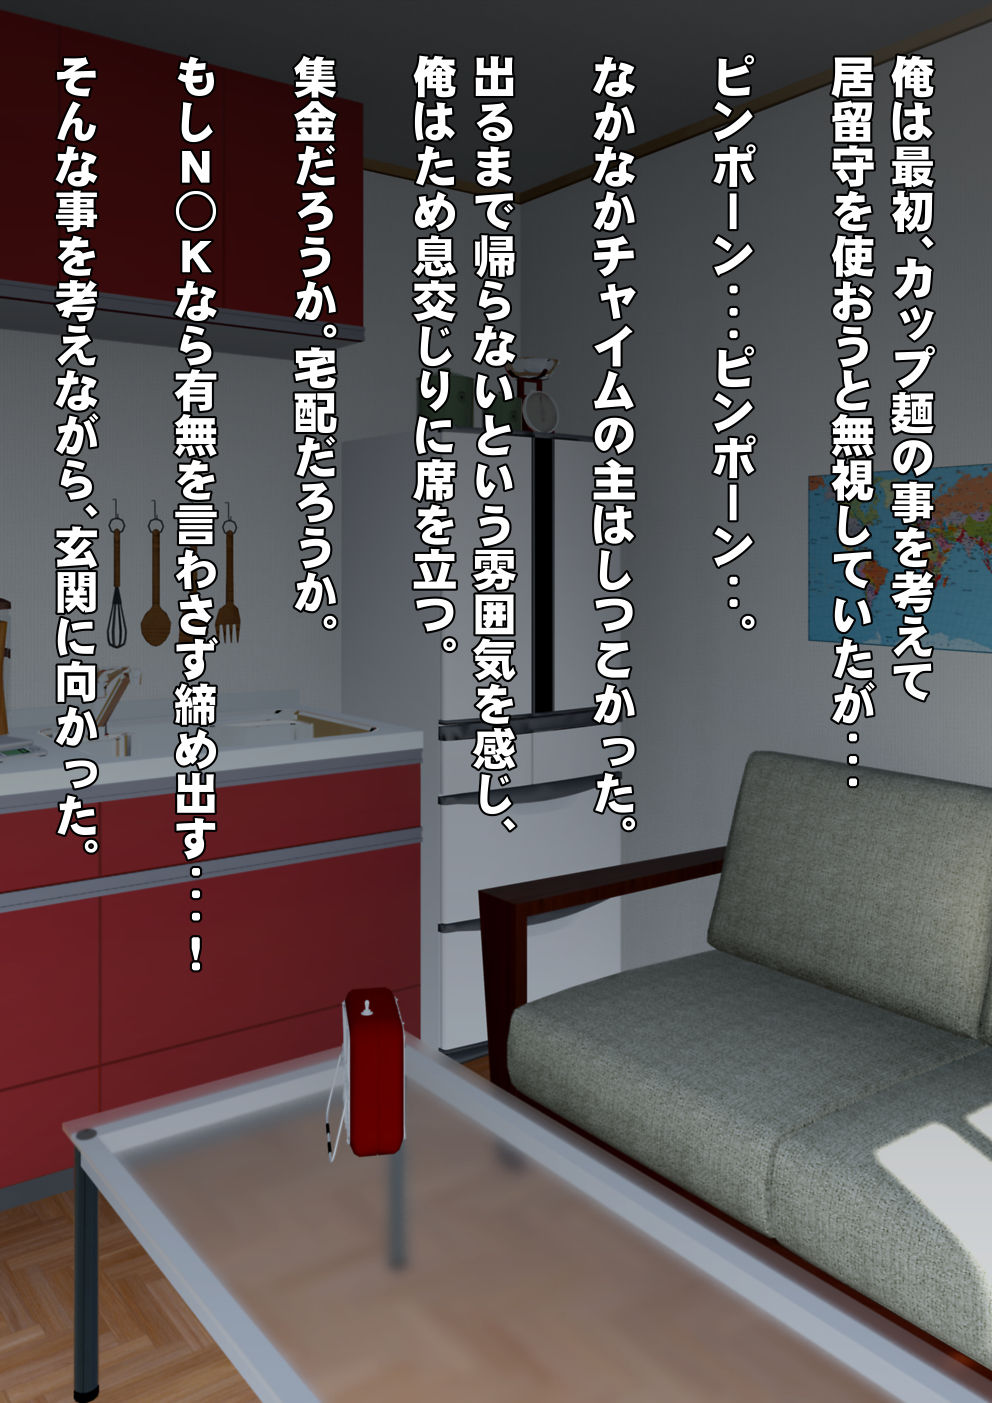 俺は最初、カップ麺の事を考えて
居留守を使おうと無視していたが・・・
ピンポーン・・・ピンポーン・・。
なかなかチャイムの主はしつこかった。
出るまで帰らないという雰囲気を感じ、
俺はため息交じりに席を立つ。
集金だろうか。宅配だろうか。
もしN〇Kなら有無を言わさず締め出す・・・！
そんな事を考えながら、玄関に向かった。